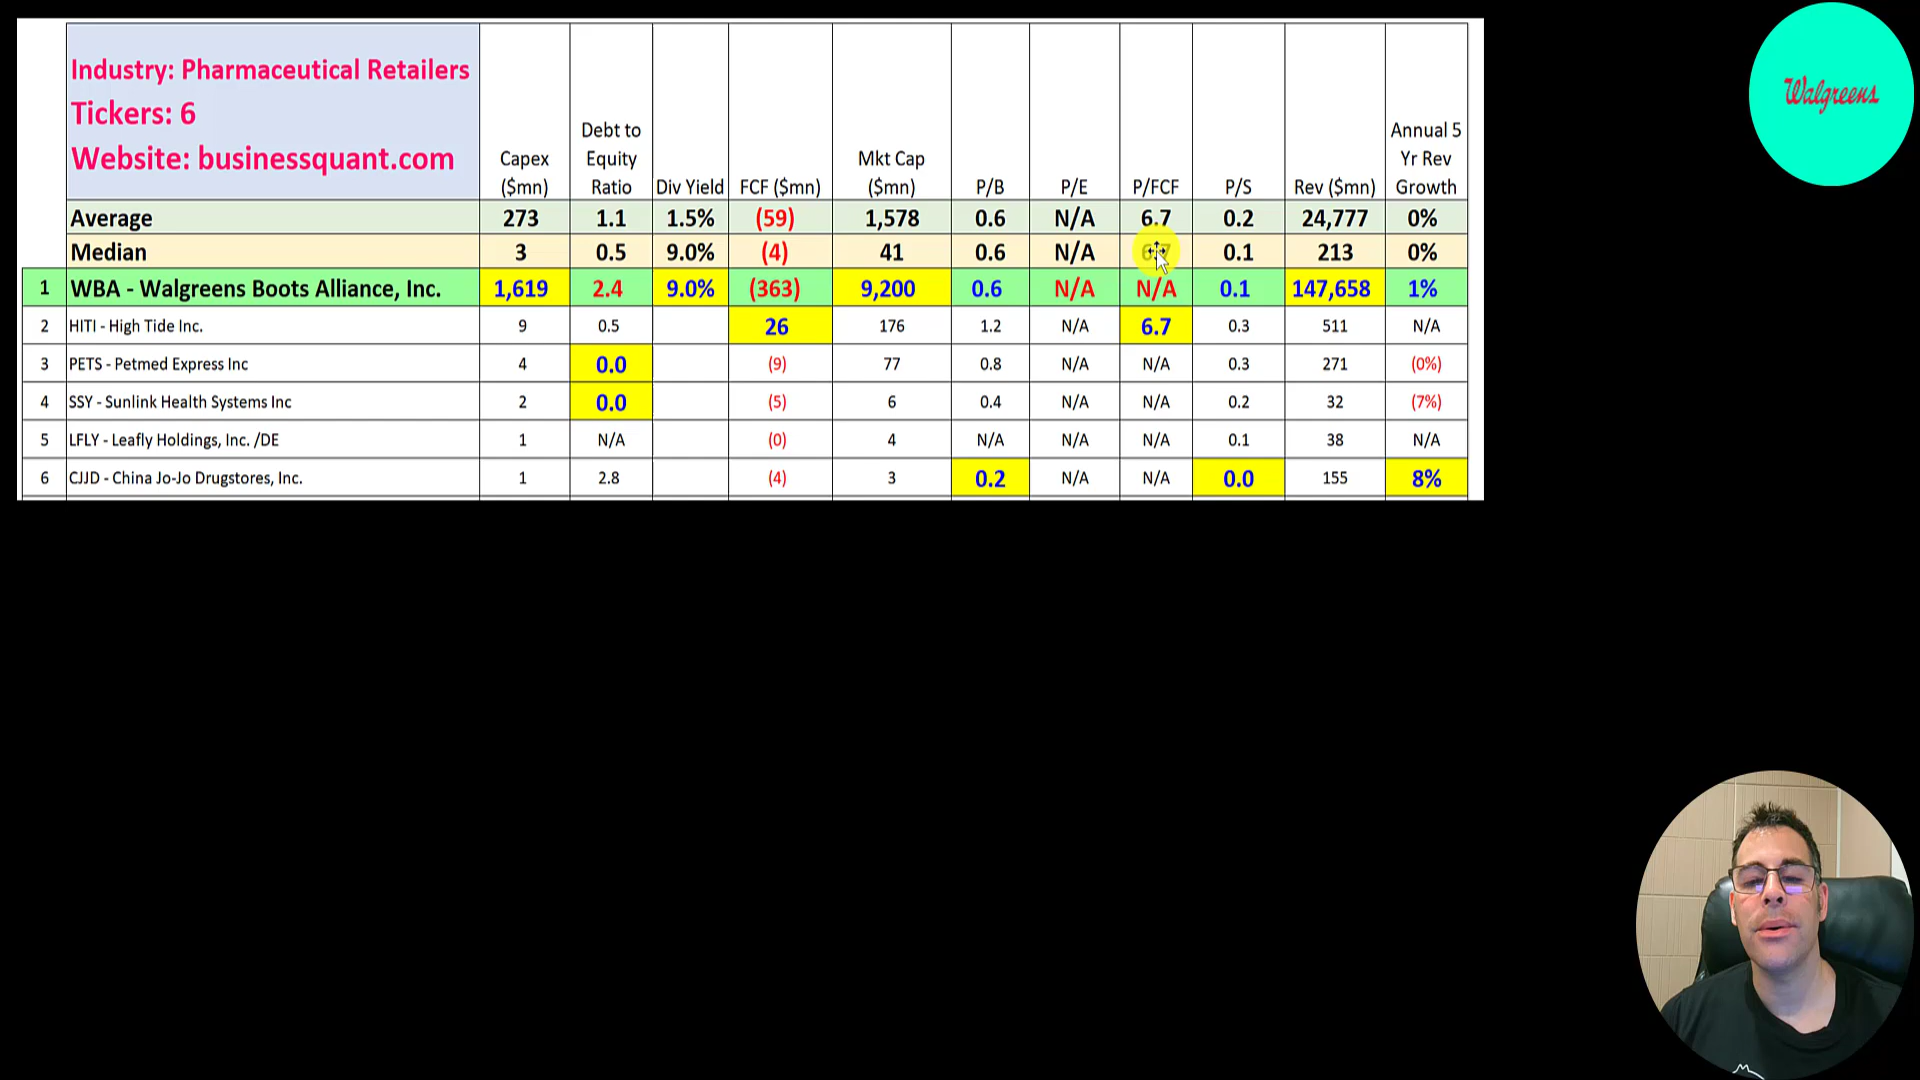 Industry: Pharmaceutical Retailers
Tickers: 6
Website: businessquant.com
Capex ($mn) Debt to Equity Ratio Div Yield FCF ($mn) Mkt Cap ($mn) P/B P/E P/FCF P/S Rev ($mn) Annual 5 Yr Rev Growth
Average 273 1.1 1.5% (59) 1,578 0.6 N/A 6.7 0.2 24,777 0%
Median 3 0.5 9.0% (4) 41 0.6 N/A 0.1 213 0%
1 WBA - Walgreens Boots Alliance, Inc. 1,619 2.4 9.0% (363) 9,200 0.6 N/A N/A 0.1 147,658 1%
2 HITI - High Tide Inc. 9 0.5 26 176 1.2 N/A 6.7 0.3 511 N/A
3 PETS - Petmed Express Inc 4 0.0 (9) 77 0.8 N/A N/A 0.3 271 (0%)
4 SSY - Sunlink Health Systems Inc 2 0.0 (5) 6 0.4 N/A N/A 0.2 32 (7%)
5 LFLY - Leafly Holdings, Inc. /DE 1 N/A (0) 4 N/A N/A N/A 0.1 38 N/A
6 CJJD - China Jo-Jo Drugstores, Inc. 1 2.8 (4) 3 0.2 N/A N/A 0.0 155 8%
Walgreens